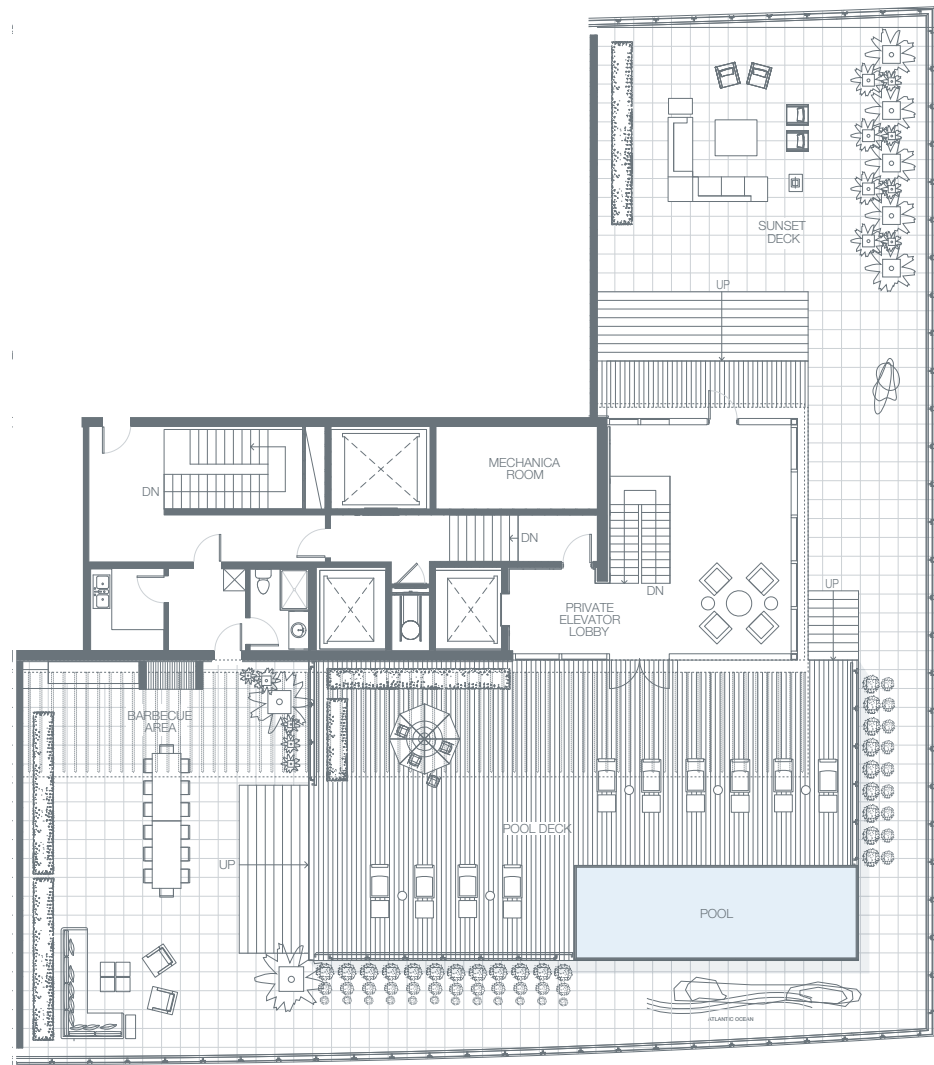 SUNSET
DECK
UP
MECHANICA
ROOM
DN
DN
DN
UP
PRIVATE
ELEVATOR
LOBBY
BARBECUE
AREA
POOL DECK
UP
POOL
ATLANTIC OCEAN